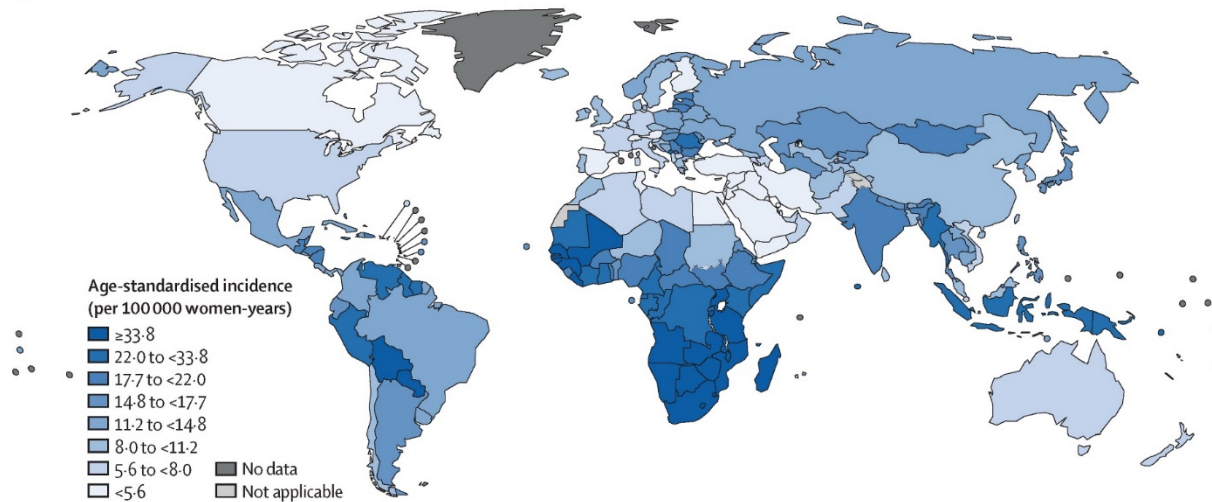 Age-standardised incidence
(per 100 000 women-years)
≥33·8
22·0 to <33·8
17·7 to <22·0
14·8 to <17·7
11·2 to <14·8
8·0 to <11·2
5·6 to <8·0
<5·6
No data
Not applicable